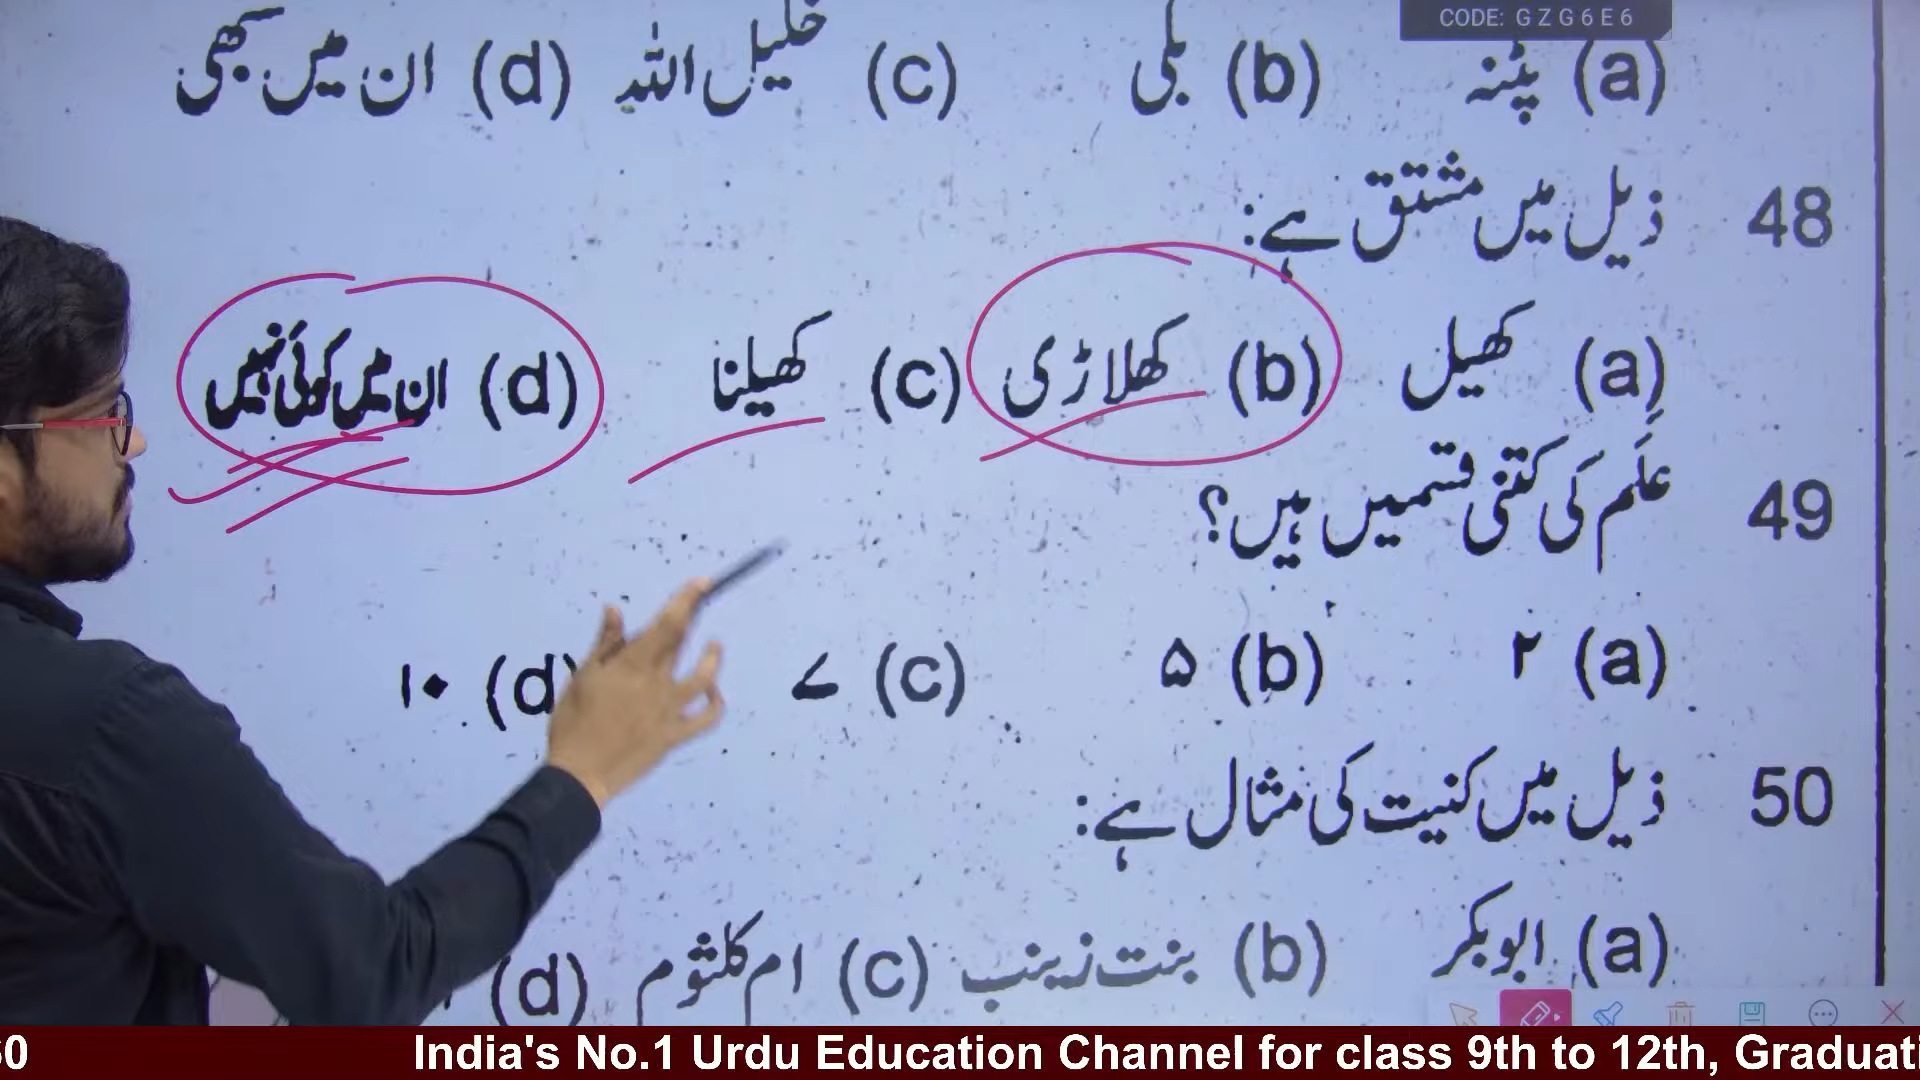 CODE: GZG6E6
(a) پٹنہ (b) بلی (c) خلیل اللہ (d) ان میں سبھی
48 ذیل میں مشتق ہے:
(a) کھیل (b) کھلاڑی (c) کھیلنا (d) ان میں کوئی نہیں
49 عَلَم کی کتنی قسمیں ہیں؟
(a) ۲ (b) ۵ (c) ۷ (d) ۱۰
50 ذیل میں کنیت کی مثال ہے:
(a) ابوبکر (b) بنت زینب (c) ام کلثوم (d)
60 India's No.1 Urdu Education Channel for class 9th to 12th, Graduati